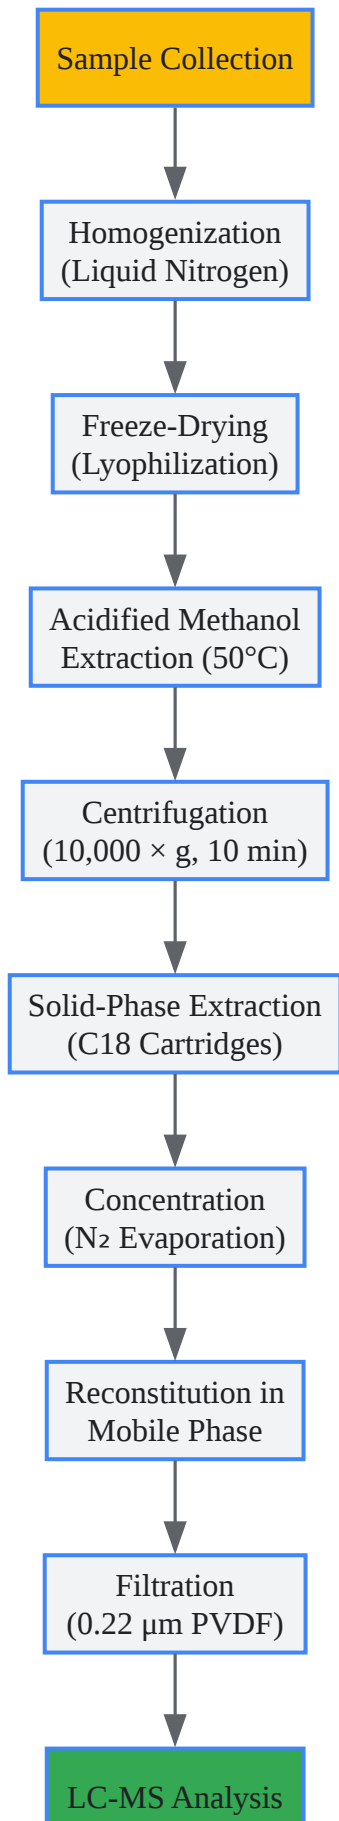 Sample Collection
Homogenization
(Liquid Nitrogen)
Freeze-Drying
(Lyophilization)
Acidified Methanol
Extraction (50°C)
Centrifugation
(10,000 × g, 10 min)
Solid-Phase Extraction
(C18 Cartridges)
Concentration
(N₂ Evaporation)
Reconstitution in
Mobile Phase
Filtration
(0.22 μm PVDF)
LC-MS Analysis